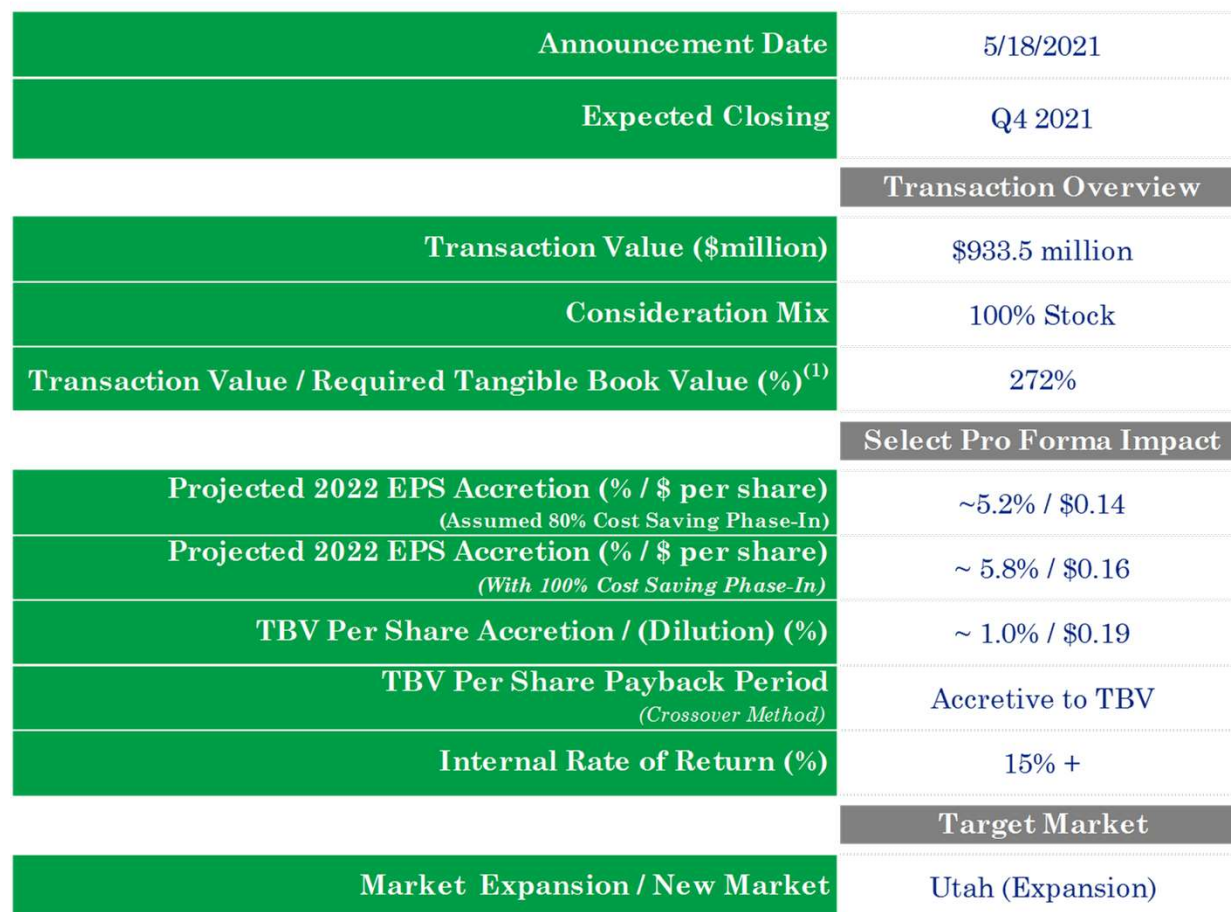 Announcement Date 5/18/2021
Expected Closing Q4 2021
Transaction Overview
Transaction Value ($million) $933.5 million
Consideration Mix 100% Stock
Transaction Value / Required Tangible Book Value (%)(1) 272%
Select Pro Forma Impact
Projected 2022 EPS Accretion (% / $ per share)
(Assumed 80% Cost Saving Phase-In) ~5.2% / $0.14
Projected 2022 EPS Accretion (% / $ per share)
(With 100% Cost Saving Phase-In) ~ 5.8% / $0.16
TBV Per Share Accretion / (Dilution) (%) ~ 1.0% / $0.19
TBV Per Share Payback Period
(Crossover Method) Accretive to TBV
Internal Rate of Return (%) 15% +
Target Market
Market Expansion / New Market Utah (Expansion)